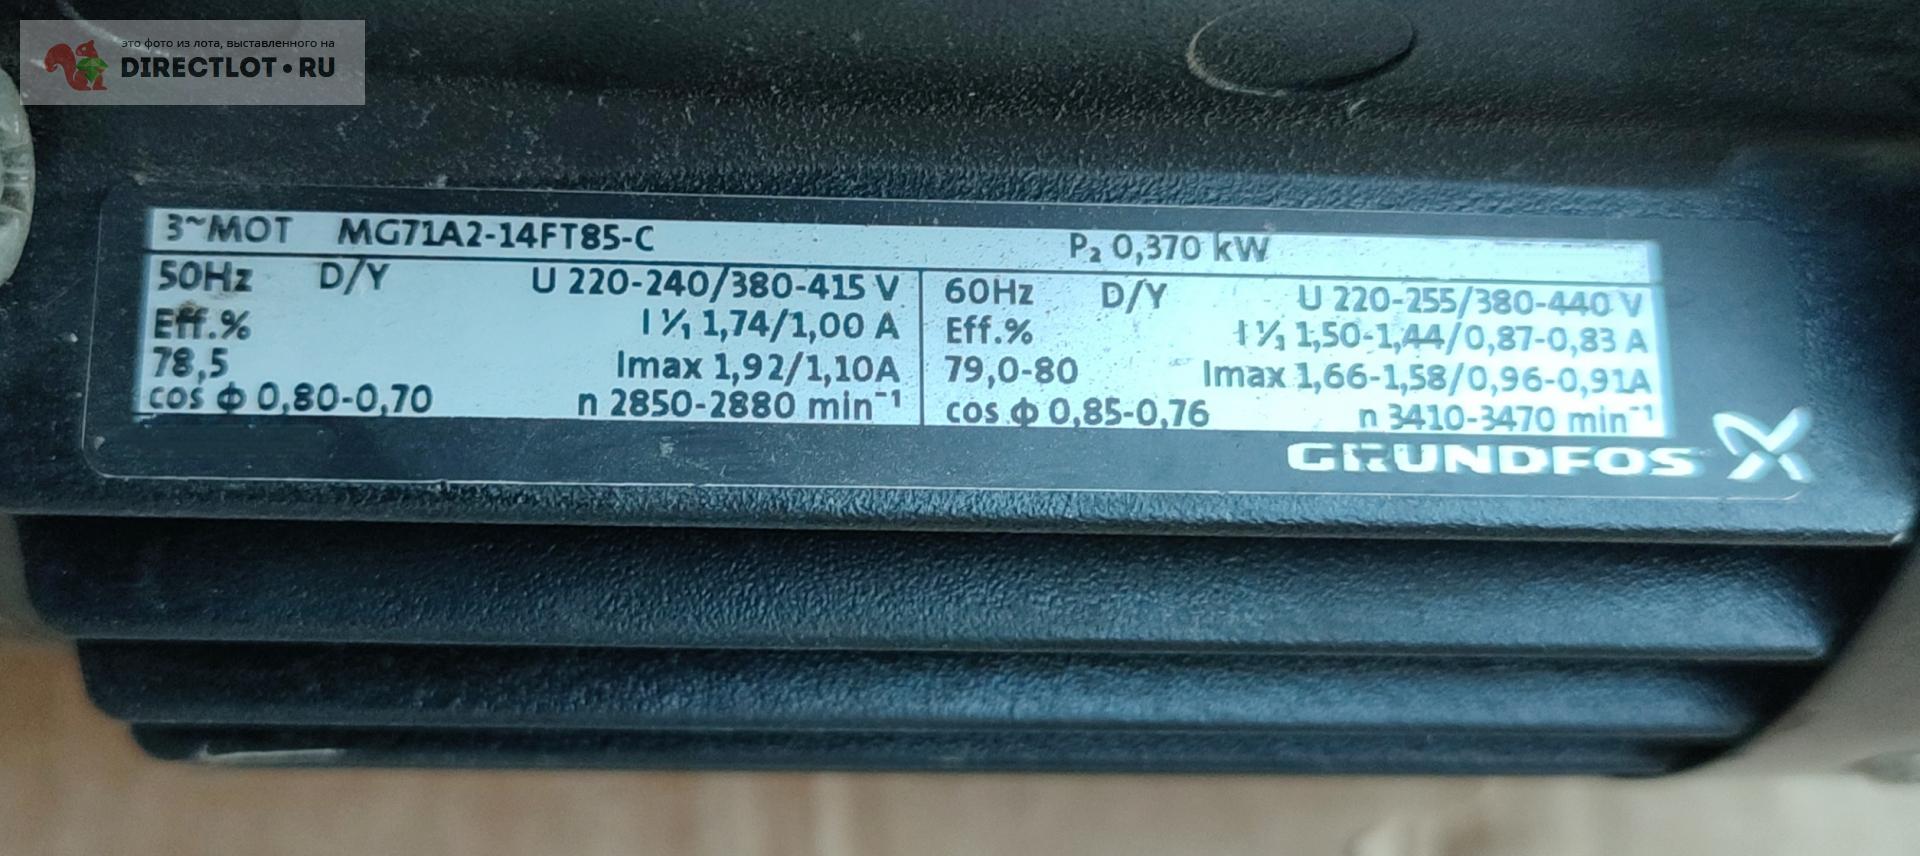 это фото из лота, выставленного на
DIRECTLOT•RU
3~MOT MG71A2-14FT85-C P₂ 0,370 kW
50Hz D/Y U 220-240/380-415 V
Eff.% I 1/1 1,74/1,00 A
78,5 Imax 1,92/1,10A
cos ф 0,80-0,70 n 2850-2880 min⁻¹
60Hz D/Y U 220-255/380-440 V
Eff.% I 1/1 1,50-1,44/0,87-0,83 A
79,0-80 Imax 1,66-1,58/0,96-0,91A
cos ф 0,85-0,76 n 3410-3470 min⁻¹
GRUNDFOS